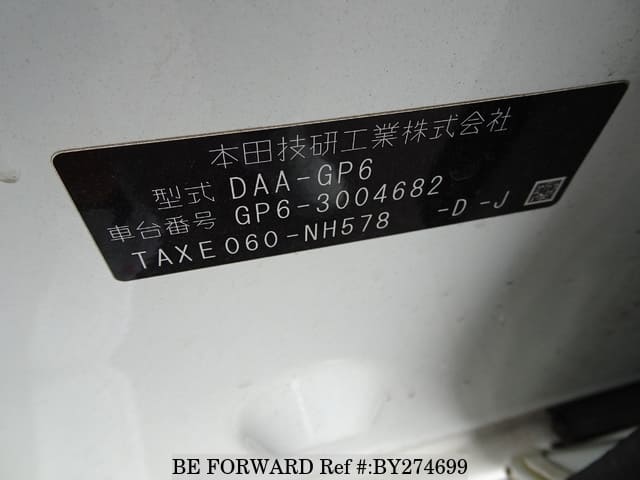 本田技研工業株式会社
型式 DAA-GP6
車台番号 GP6-3004682
TAXE060-NH578 -D-J
BE FORWARD Ref #:BY274699